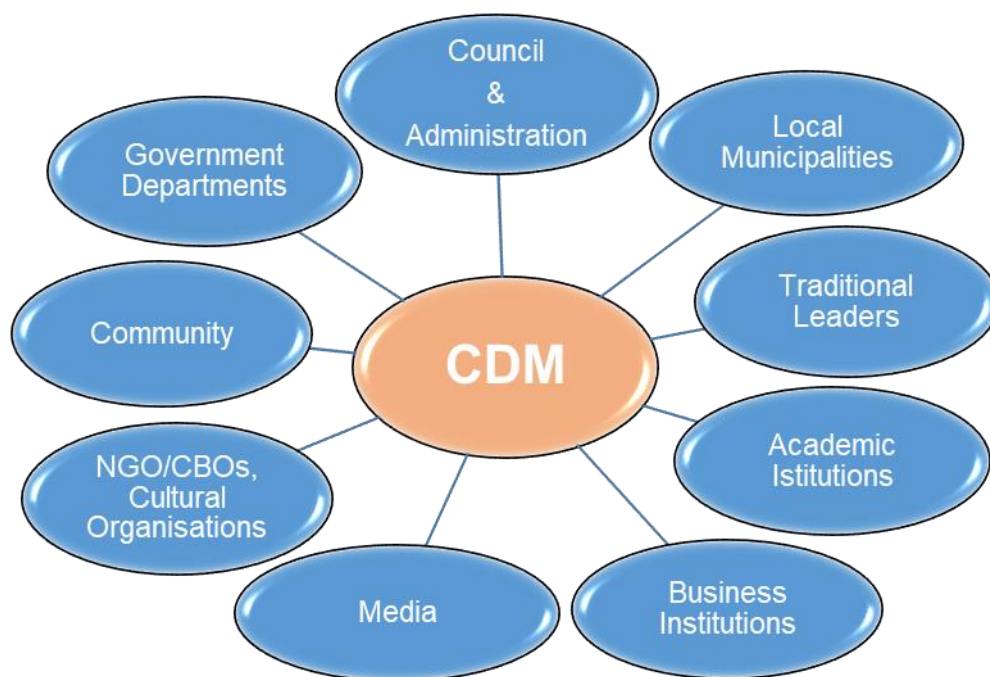 Council
&
Administration
Local
Municipalities
Traditional
Leaders
Academic
Istitutions
Business
Institutions
Media
NGO/CBOs,
Cultural
Organisations
Community
Government
Departments
CDM